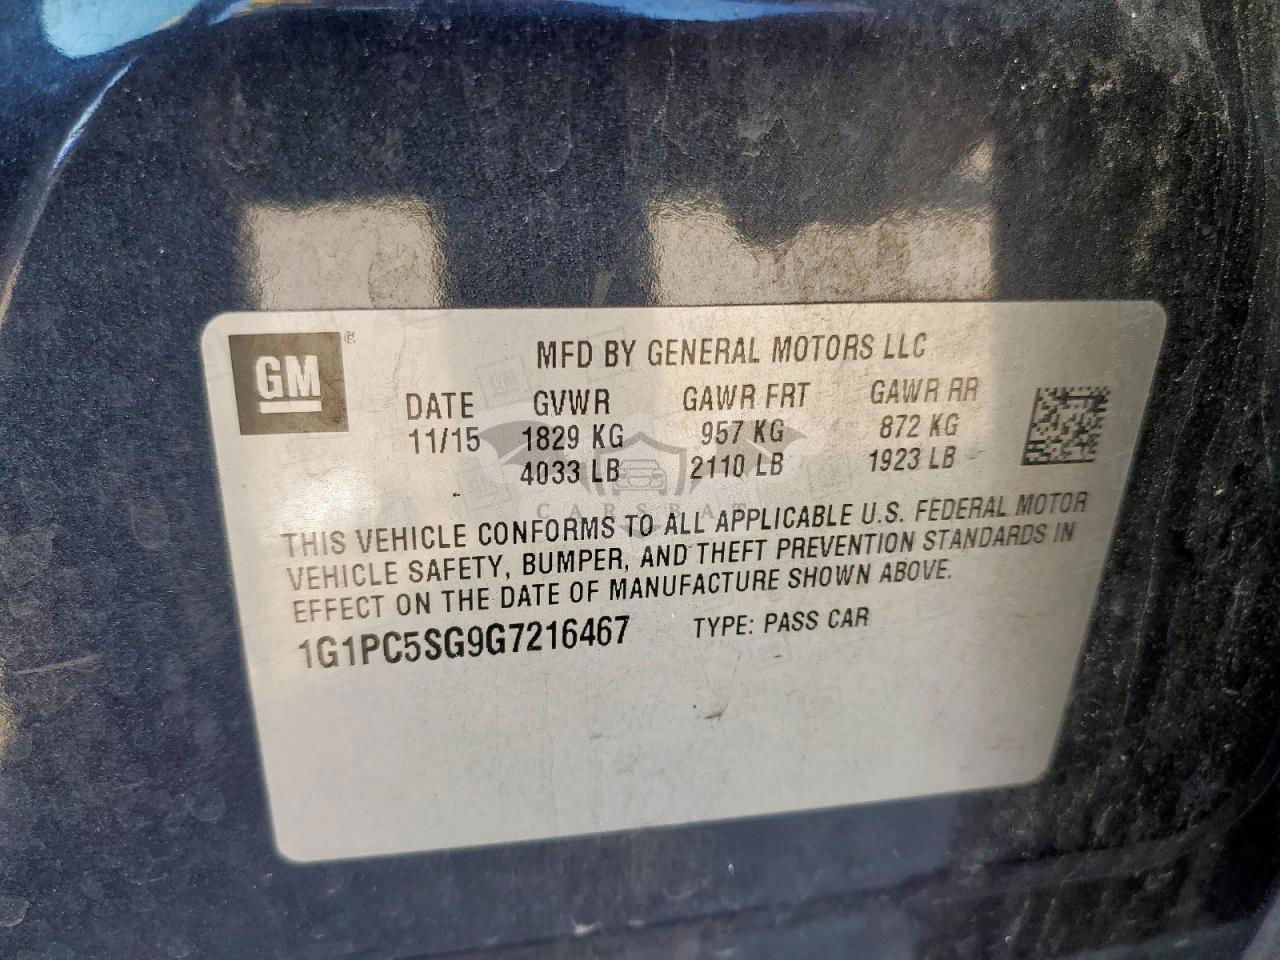 GM ®
MFD BY GENERAL MOTORS LLC
DATE GVWR GAWR FRT GAWR RR
11/15 1829 KG 957 KG 872 KG
4033 LB 2110 LB 1923 LB
THIS VEHICLE CONFORMS TO ALL APPLICABLE U.S. FEDERAL MOTOR
VEHICLE SAFETY, BUMPER, AND THEFT PREVENTION STANDARDS IN
EFFECT ON THE DATE OF MANUFACTURE SHOWN ABOVE.
1G1PC5SG9G7216467 TYPE: PASS CAR